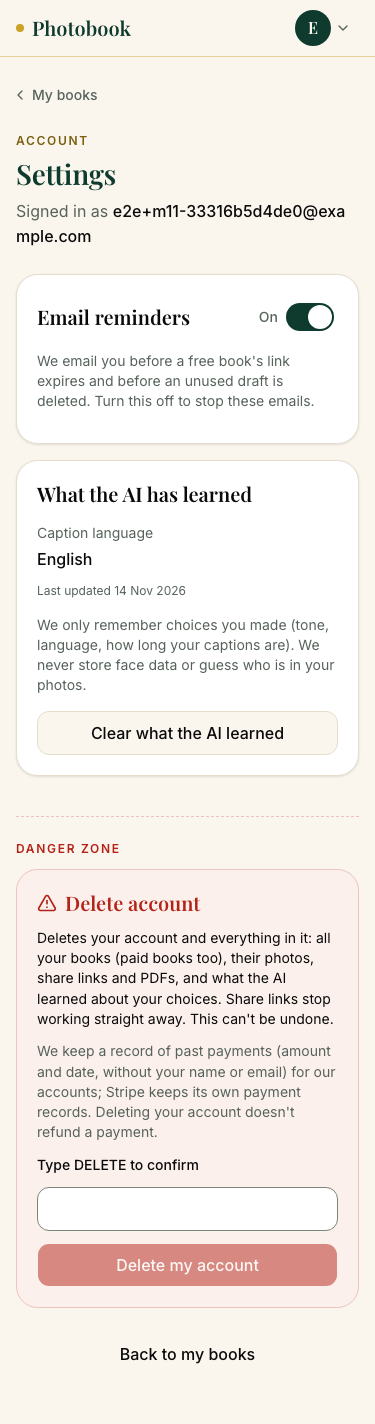 Photobook
E
My books
ACCOUNT
Settings
Signed in as e2e+m11-33316b5d4de0@exa
mple.com
Email reminders
On
We email you before a free book's link
expires and before an unused draft is
deleted. Turn this off to stop these emails.
What the AI has learned
Caption language
English
Last updated 14 Nov 2026
We only remember choices you made (tone,
language, how long your captions are). We
never store face data or guess who is in your
photos.
Clear what the AI learned
DANGER ZONE
Delete account
Deletes your account and everything in it: all
your books (paid books too), their photos,
share links and PDFs, and what the AI
learned about your choices. Share links stop
working straight away. This can't be undone.
We keep a record of past payments (amount
and date, without your name or email) for our
accounts; Stripe keeps its own payment
records. Deleting your account doesn't
refund a payment.
Type DELETE to confirm
Delete my account
Back to my books